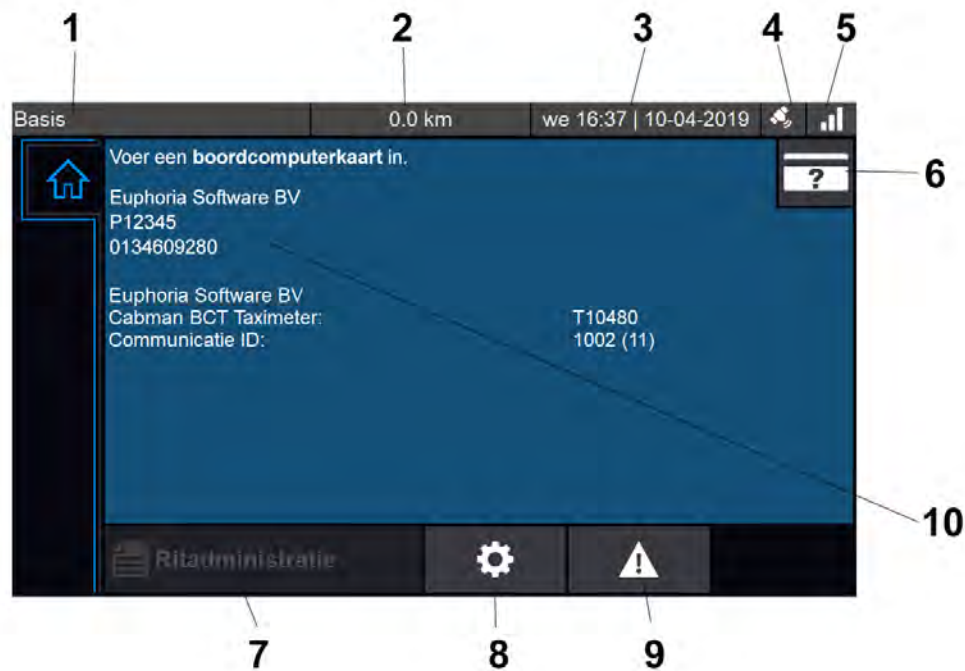 1 2 3 4 5
Basis 0.0 km we 16:37 | 10-04-2019
Voer een boordcomputerkaart in.
? 6
Euphoria Software BV
P12345
0134609280
Euphoria Software BV
Cabman BCT Taximeter: T10480
Communicatie ID: 1002 (11)
10
Ritadministratie
7 8 9